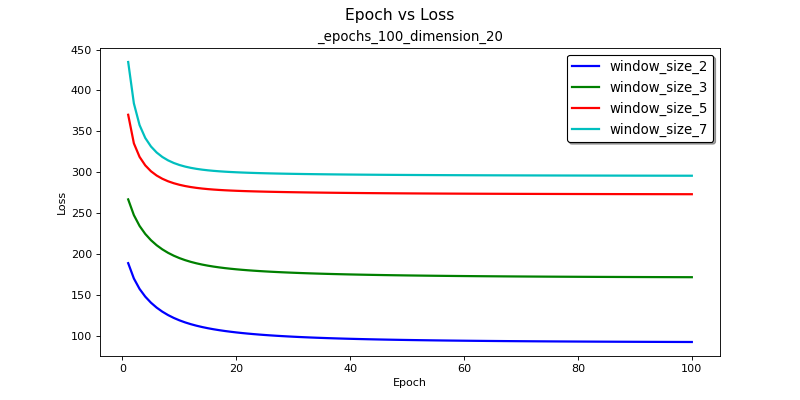 Epoch vs Loss
_epochs_100_dimension_20
450
400
350
300
250
200
150
100
Loss
window_size_2
window_size_3
window_size_5
window_size_7
0 20 40 60 80 100
Epoch